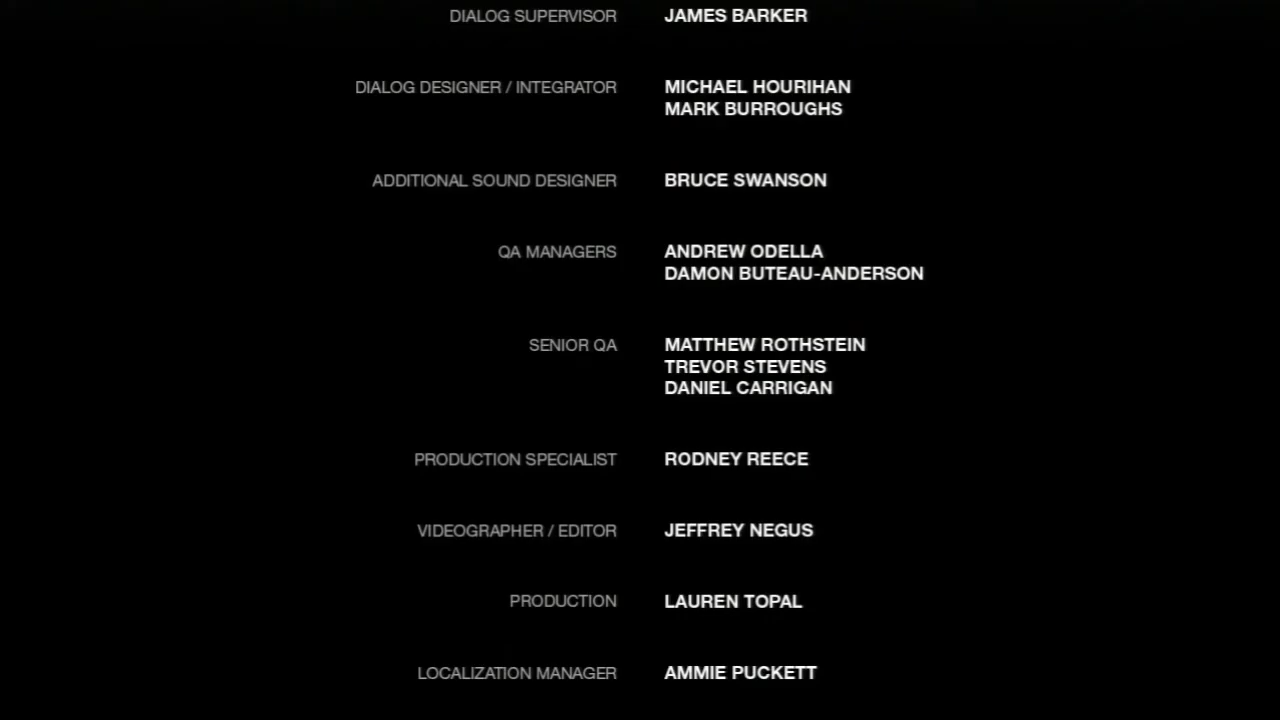 DIALOG SUPERVISOR JAMES BARKER
DIALOG DESIGNER / INTEGRATOR MICHAEL HOURIHAN
MARK BURROUGHS
ADDITIONAL SOUND DESIGNER BRUCE SWANSON
QA MANAGERS ANDREW ODELLA
DAMON BUTEAU-ANDERSON
SENIOR QA MATTHEW ROTHSTEIN
TREVOR STEVENS
DANIEL CARRIGAN
PRODUCTION SPECIALIST RODNEY REECE
VIDEOGRAPHER / EDITOR JEFFREY NEGUS
PRODUCTION LAUREN TOPAL
LOCALIZATION MANAGER AMMIE PUCKETT